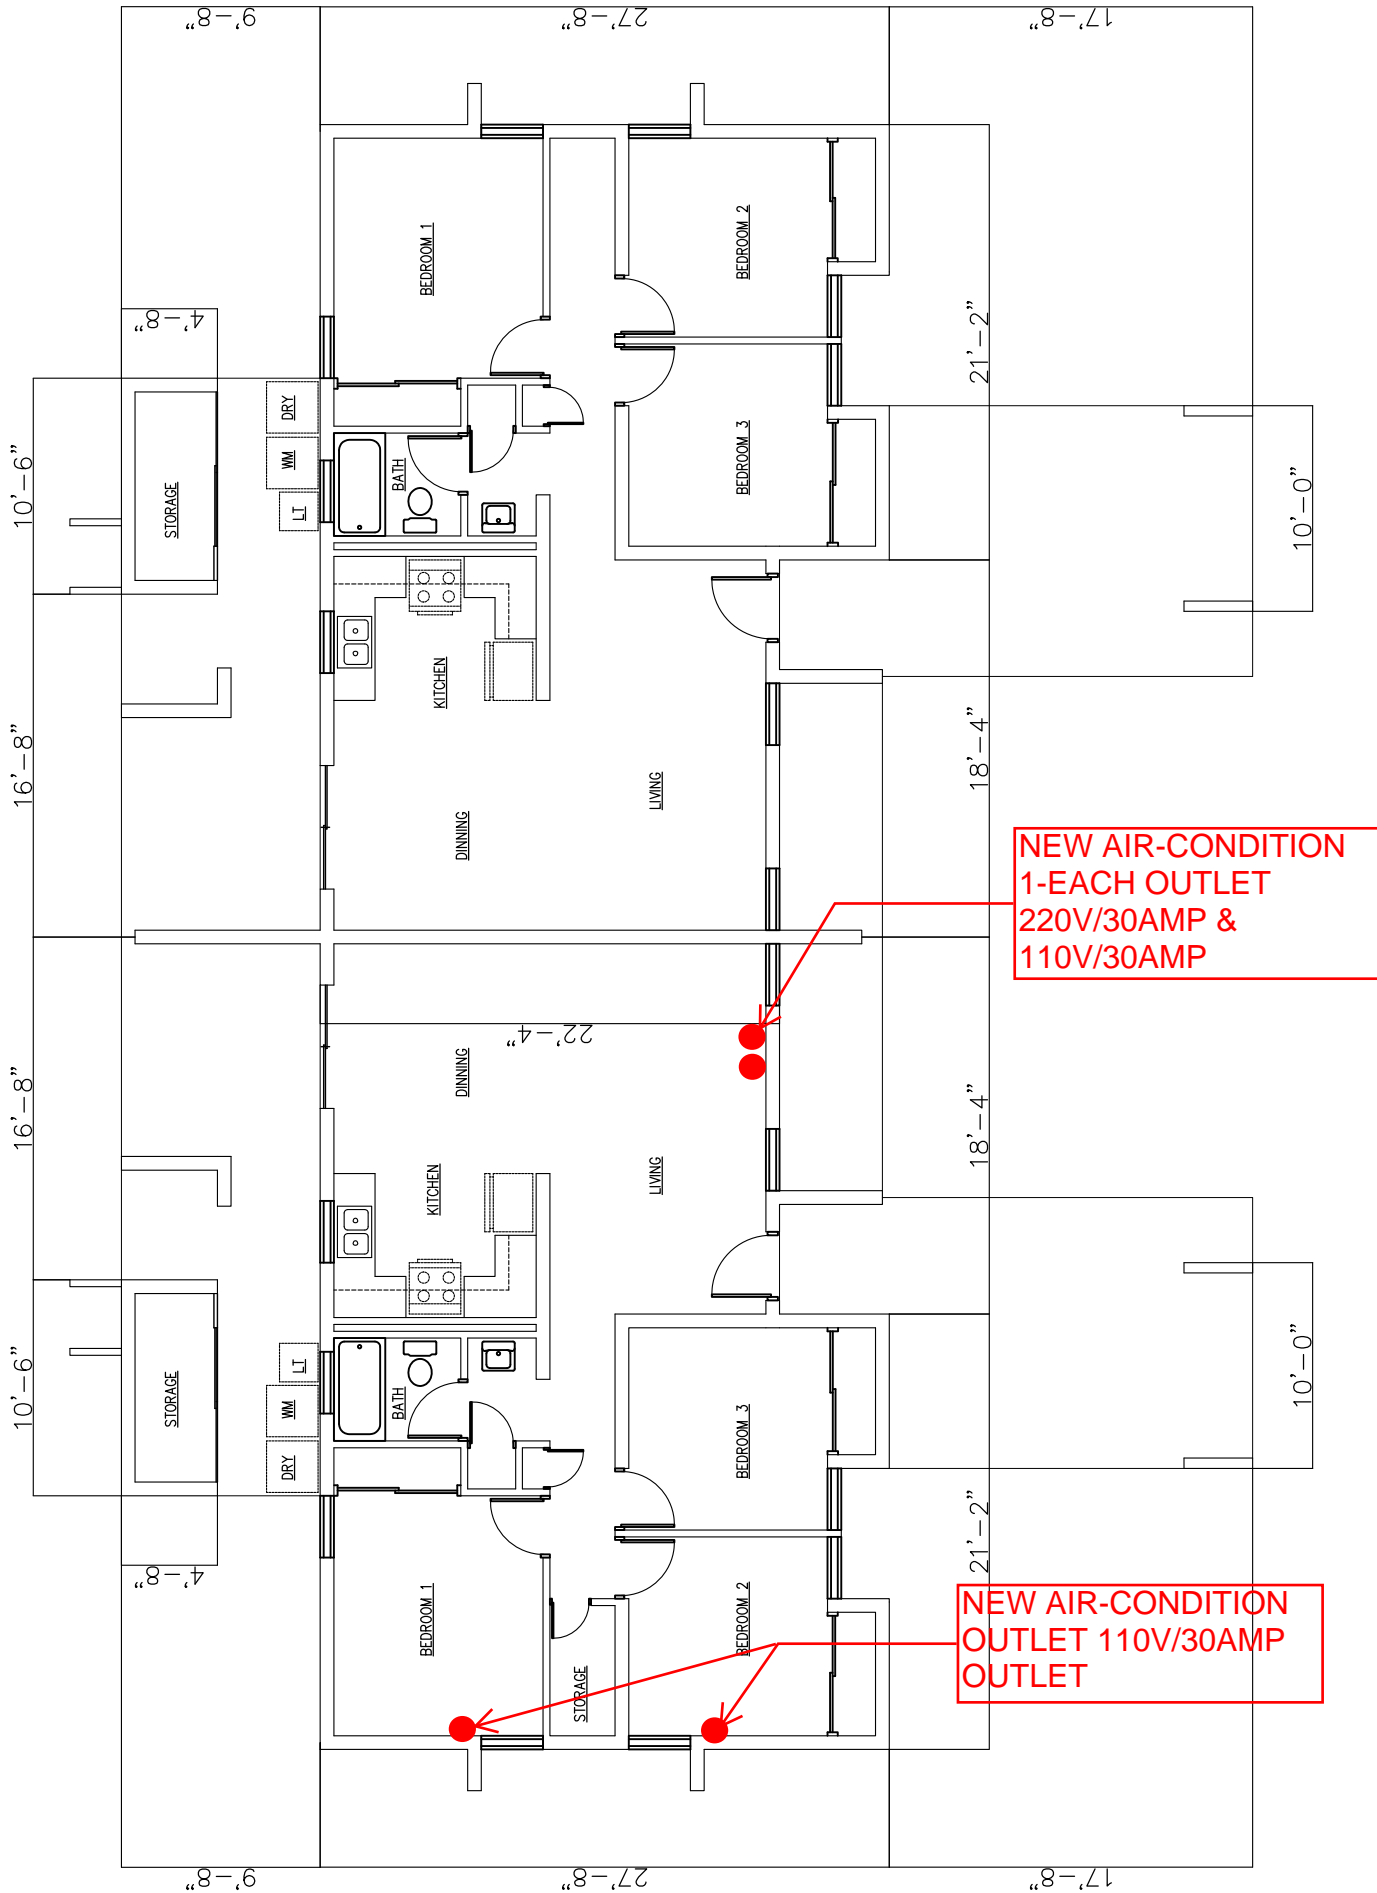 9'-8"
27'-8"
17'-8"
4'-8"
10'-6"
16'-8"
16'-8"
10'-6"
4'-8"
STORAGE
DRY
WM
LT
BEDROOM 1
BATH
BEDROOM 2
BEDROOM 3
KITCHEN
DINNING
LIVING
21'-2"
10'-0"
18'-4"
NEW AIR-CONDITION
1-EACH OUTLET
220V/30AMP &
110V/30AMP
22'-4"
DINNING
KITCHEN
LIVING
18'-4"
STORAGE
LT
WM
DRY
BATH
BEDROOM 3
BEDROOM 1
BEDROOM 2
STORAGE
10'-0"
21'-2"
NEW AIR-CONDITION
OUTLET 110V/30AMP
OUTLET
9'-8"
27'-8"
17'-8"